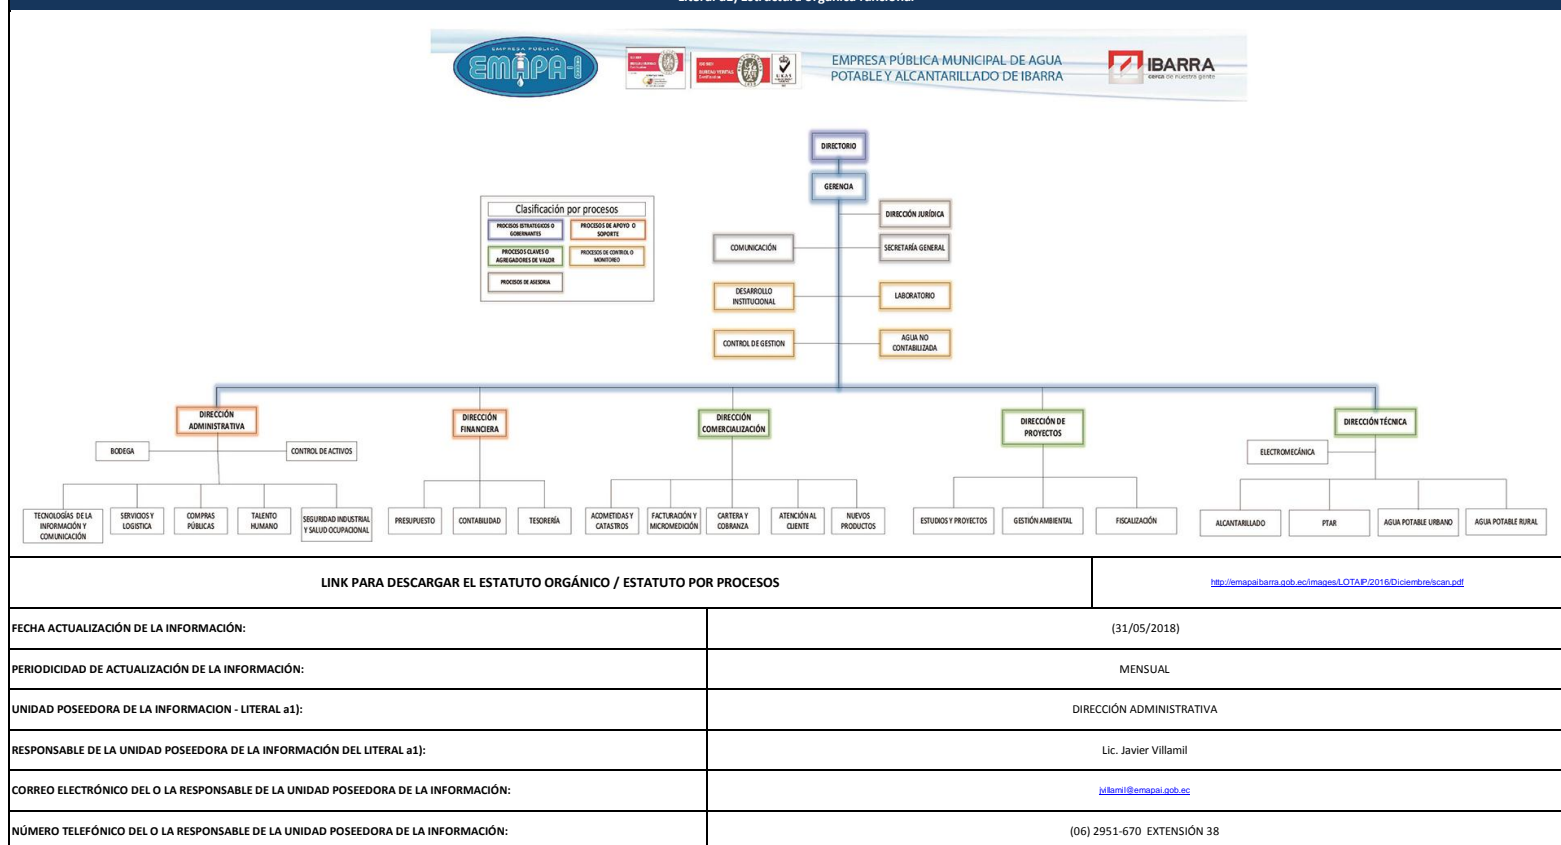 EMPRESA PÚBLICA
EMAPA-I
EMPRESA PÚBLICA MUNICIPAL DE AGUA
POTABLE Y ALCANTARILLADO DE IBARRA
IBARRA
cerca de nuestra gente
DIRECTORIO
GERENCIA
Clasificación por procesos
PROCESOS ESTRATEGICOS O
GOBERNANTES
PROCESOS DE APOYO O
SOPORTE
PROCESOS CLAVES O
AGREGADORES DE VALOR
PROCESOS DE CONTROL O
MONITOREO
PROCESOS DE ASESORIA
DIRECCIÓN JURÍDICA
COMUNICACIÓN
SECRETARÍA GENERAL
DESARROLLO
INSTITUCIONAL
LABORATORIO
CONTROL DE GESTION
AGUA NO
CONTABILIZADA
DIRECCIÓN
ADMINISTRATIVA
DIRECCIÓN
FINANCIERA
DIRECCIÓN
COMERCIALIZACIÓN
DIRECCIÓN DE
PROYECTOS
DIRECCIÓN TÉCNICA
BODEGA
CONTROL DE ACTIVOS
ELECTROMECÁNICA
TECNOLOGÍAS DE LA
INFORMACIÓN Y
COMUNICACIÓN
SERVICIOS Y
LOGISTICA
COMPRAS
PÚBLICAS
TALENTO
HUMANO
SEGURIDAD INDUSTRIAL
Y SALUD OCUPACIONAL
PRESUPUESTO
CONTABILIDAD
TESORERÍA
ACOMETIDAS Y
CATASTROS
FACTURACIÓN Y
MICROMEDICIÓN
CARTERA Y
COBRANZA
ATENCIÓN AL
CLIENTE
NUEVOS
PRODUCTOS
ESTUDIOS Y PROYECTOS
GESTIÓN AMBIENTAL
FISCALIZACIÓN
ALCANTARILLADO
PTAR
AGUA POTABLE URBANO
AGUA POTABLE RURAL
LINK PARA DESCARGAR EL ESTATUTO ORGÁNICO / ESTATUTO POR PROCESOS
http://emapaibarra.gob.ec/images/LOTAIP/2016/Diciembre/scan.pdf
FECHA ACTUALIZACIÓN DE LA INFORMACIÓN:
(31/05/2018)
PERIODICIDAD DE ACTUALIZACIÓN DE LA INFORMACIÓN:
MENSUAL
UNIDAD POSEEDORA DE LA INFORMACION - LITERAL a1):
DIRECCIÓN ADMINISTRATIVA
RESPONSABLE DE LA UNIDAD POSEEDORA DE LA INFORMACIÓN DEL LITERAL a1):
Lic. Javier Villamil
CORREO ELECTRÓNICO DEL O LA RESPONSABLE DE LA UNIDAD POSEEDORA DE LA INFORMACIÓN:
jvillamil@emapai.gob.ec
NÚMERO TELEFÓNICO DEL O LA RESPONSABLE DE LA UNIDAD POSEEDORA DE LA INFORMACIÓN:
(06) 2951-670 EXTENSIÓN 38